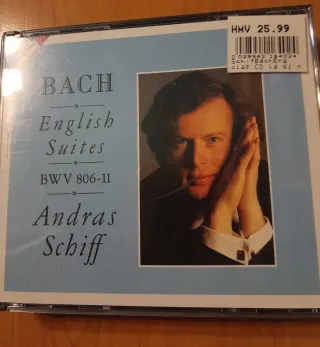 HMV 25.99
BACH
English
Suites
BWV 806-11
Andras
Schiff